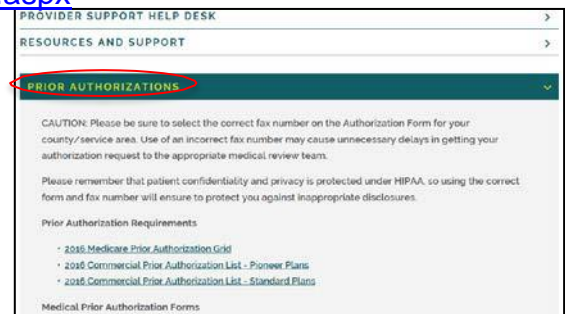 aspx
PROVIDER SUPPORT HELP DESK
RESOURCES AND SUPPORT
PRIOR AUTHORIZATIONS
CAUTION: Please be sure to select the correct fax number on the Authorization Form for your
county/service area. Use of an incorrect fax number may cause unnecessary delays in getting your
authorization request to the appropriate medical review team.
Please remember that patient confidentiality and privacy is protected under HIPAA, so using the correct
form and fax number will ensure to protect you against inappropriate disclosures.
Prior Authorization Requirements
• 2016 Medicare Prior Authorization Grid
• 2016 Commercial Prior Authorization List - Pioneer Plans
• 2016 Commercial Prior Authorization List - Standard Plans
Medical Prior Authorization Forms